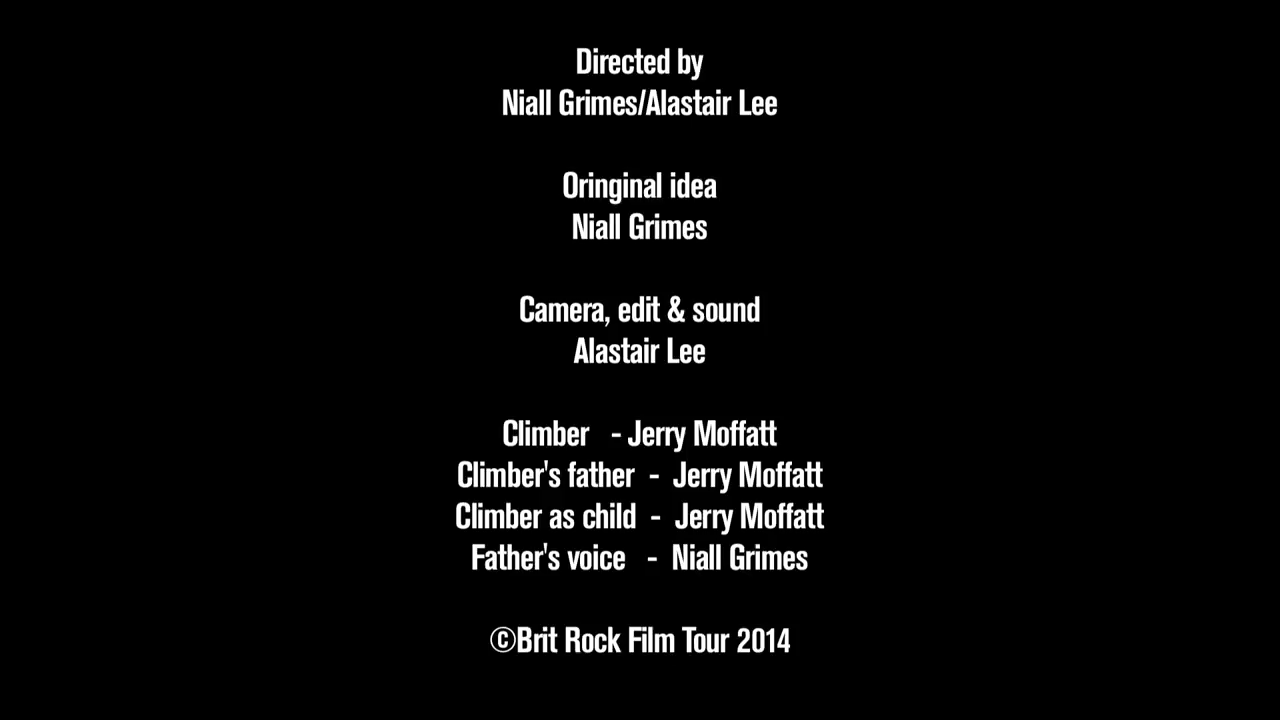 Directed by
Niall Grimes/Alastair Lee
Oringinal idea
Niall Grimes
Camera, edit & sound
Alastair Lee
Climber - Jerry Moffatt
Climber's father - Jerry Moffatt
Climber as child - Jerry Moffatt
Father's voice - Niall Grimes
©Brit Rock Film Tour 2014